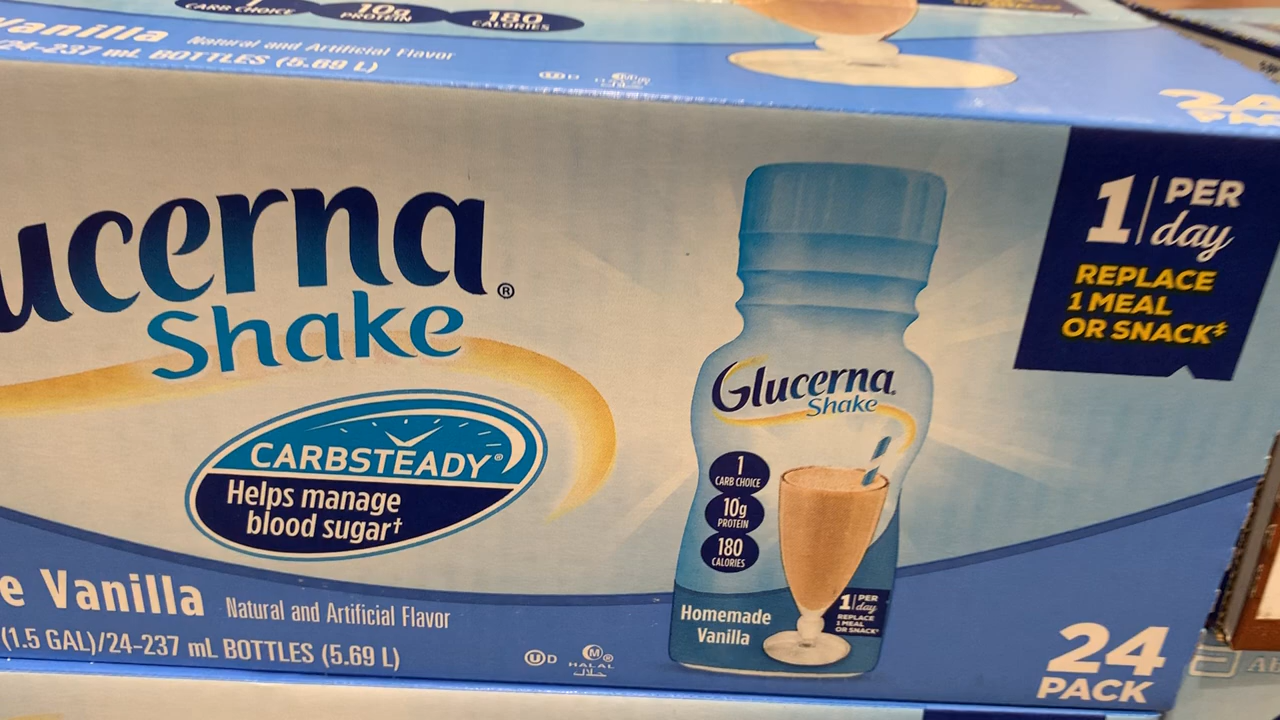 CARB CHOICE
10g
PROTEIN
180
CALORIES
Vanilla
Natural and Artificial Flavor
/24-237 mL BOTTLES (5.69 L)
U D
ucerna®
Shake
CARBSTEADY®
Helps manage
blood sugar†
e Vanilla
Natural and Artificial Flavor
(1.5 GAL)/24-237 mL BOTTLES (5.69 L)
U D
M®
HALAL
حلال
Glucerna®
Shake
1
CARB CHOICE
10g
PROTEIN
180
CALORIES
Homemade
Vanilla
1 PER
day
REPLACE
1 MEAL
OR SNACK‡
1 PER
day
REPLACE
1 MEAL
OR SNACK‡
24
PACK